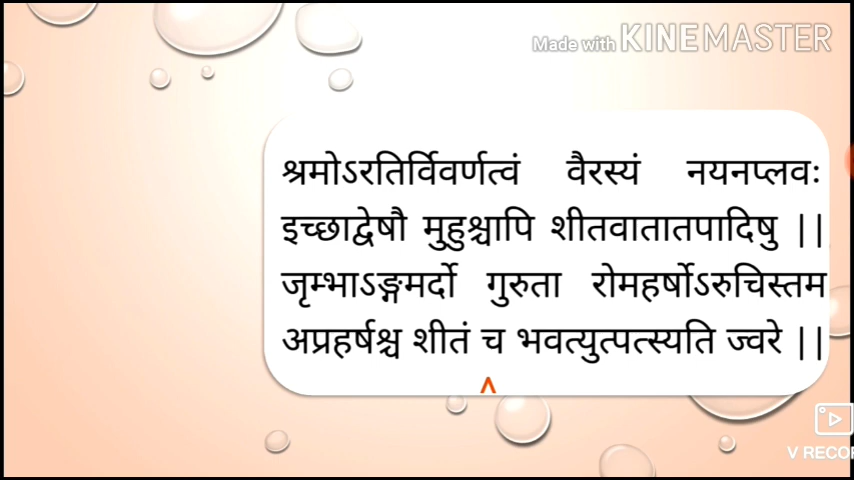 Made with KINEMASTER
श्रमोऽरतिर्विवर्णत्वं वैरस्यं नयनप्लवः
इच्छाद्वेषौ मुहुश्चापि शीतवातातपादिषु ||
जृम्भाऽङ्गमर्दो गुरुता रोमहर्षोऽरुचिस्तम
अप्रहर्षश्च शीतं च भवत्युत्पत्स्यति ज्वरे ||